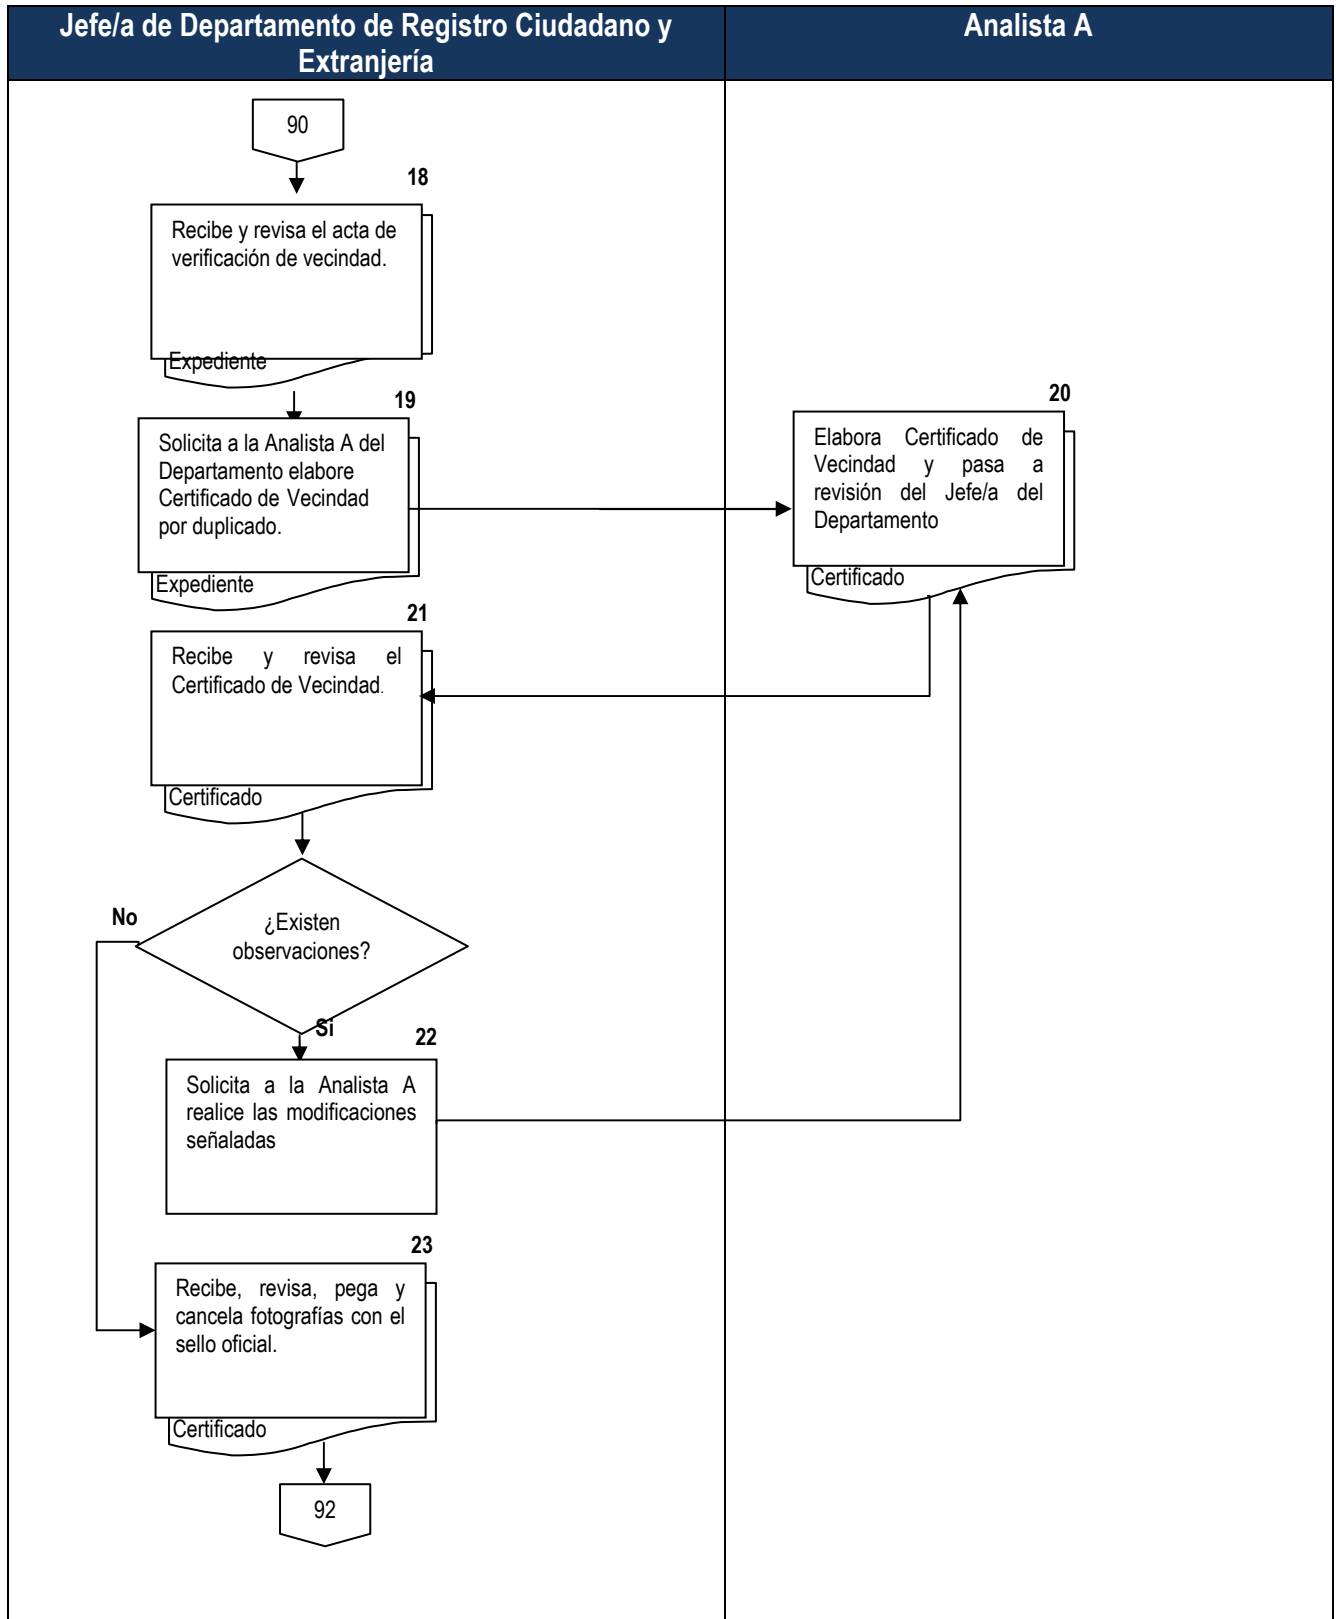 Jefe/a de Departamento de Registro Ciudadano y
Extranjería
Analista A
90
18
Recibe y revisa el acta de
verificación de vecindad.
Expediente
19
Solicita a la Analista A del
Departamento elabore
Certificado de Vecindad
por duplicado.
Expediente
20
Elabora Certificado de
Vecindad y pasa a
revisión del Jefe/a del
Departamento
Certificado
21
Recibe y revisa el
Certificado de Vecindad.
Certificado
No
¿Existen
observaciones?
Si
22
Solicita a la Analista A
realice las modificaciones
señaladas
23
Recibe, revisa, pega y
cancela fotografías con el
sello oficial.
Certificado
92